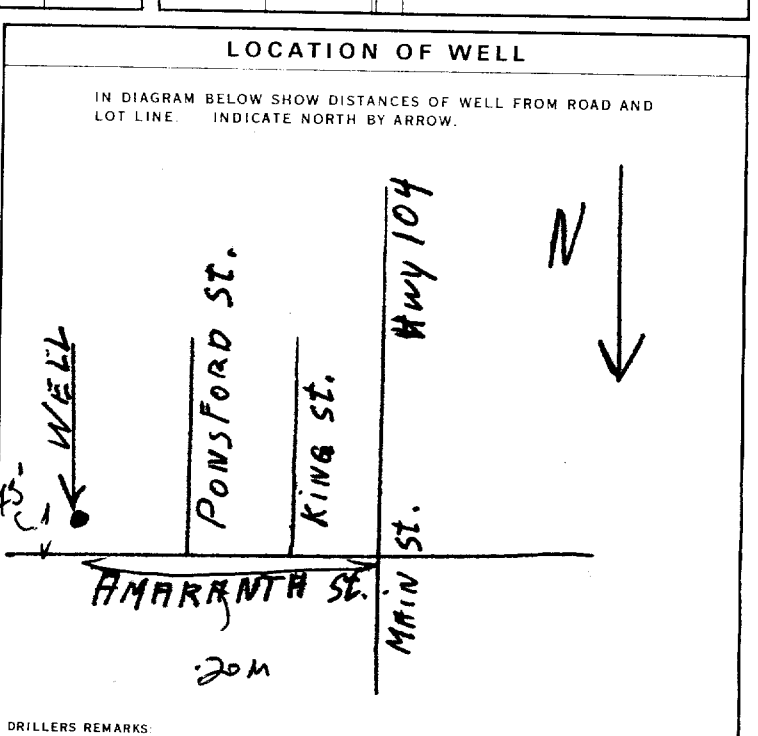 LOCATION OF WELL
IN DIAGRAM BELOW SHOW DISTANCES OF WELL FROM ROAD AND
LOT LINE. INDICATE NORTH BY ARROW.
N
Hwy 104
PONSFORD St.
WELL
KING St.
MAIN St.
AMARANTH St.
.20 M
DRILLERS REMARKS: